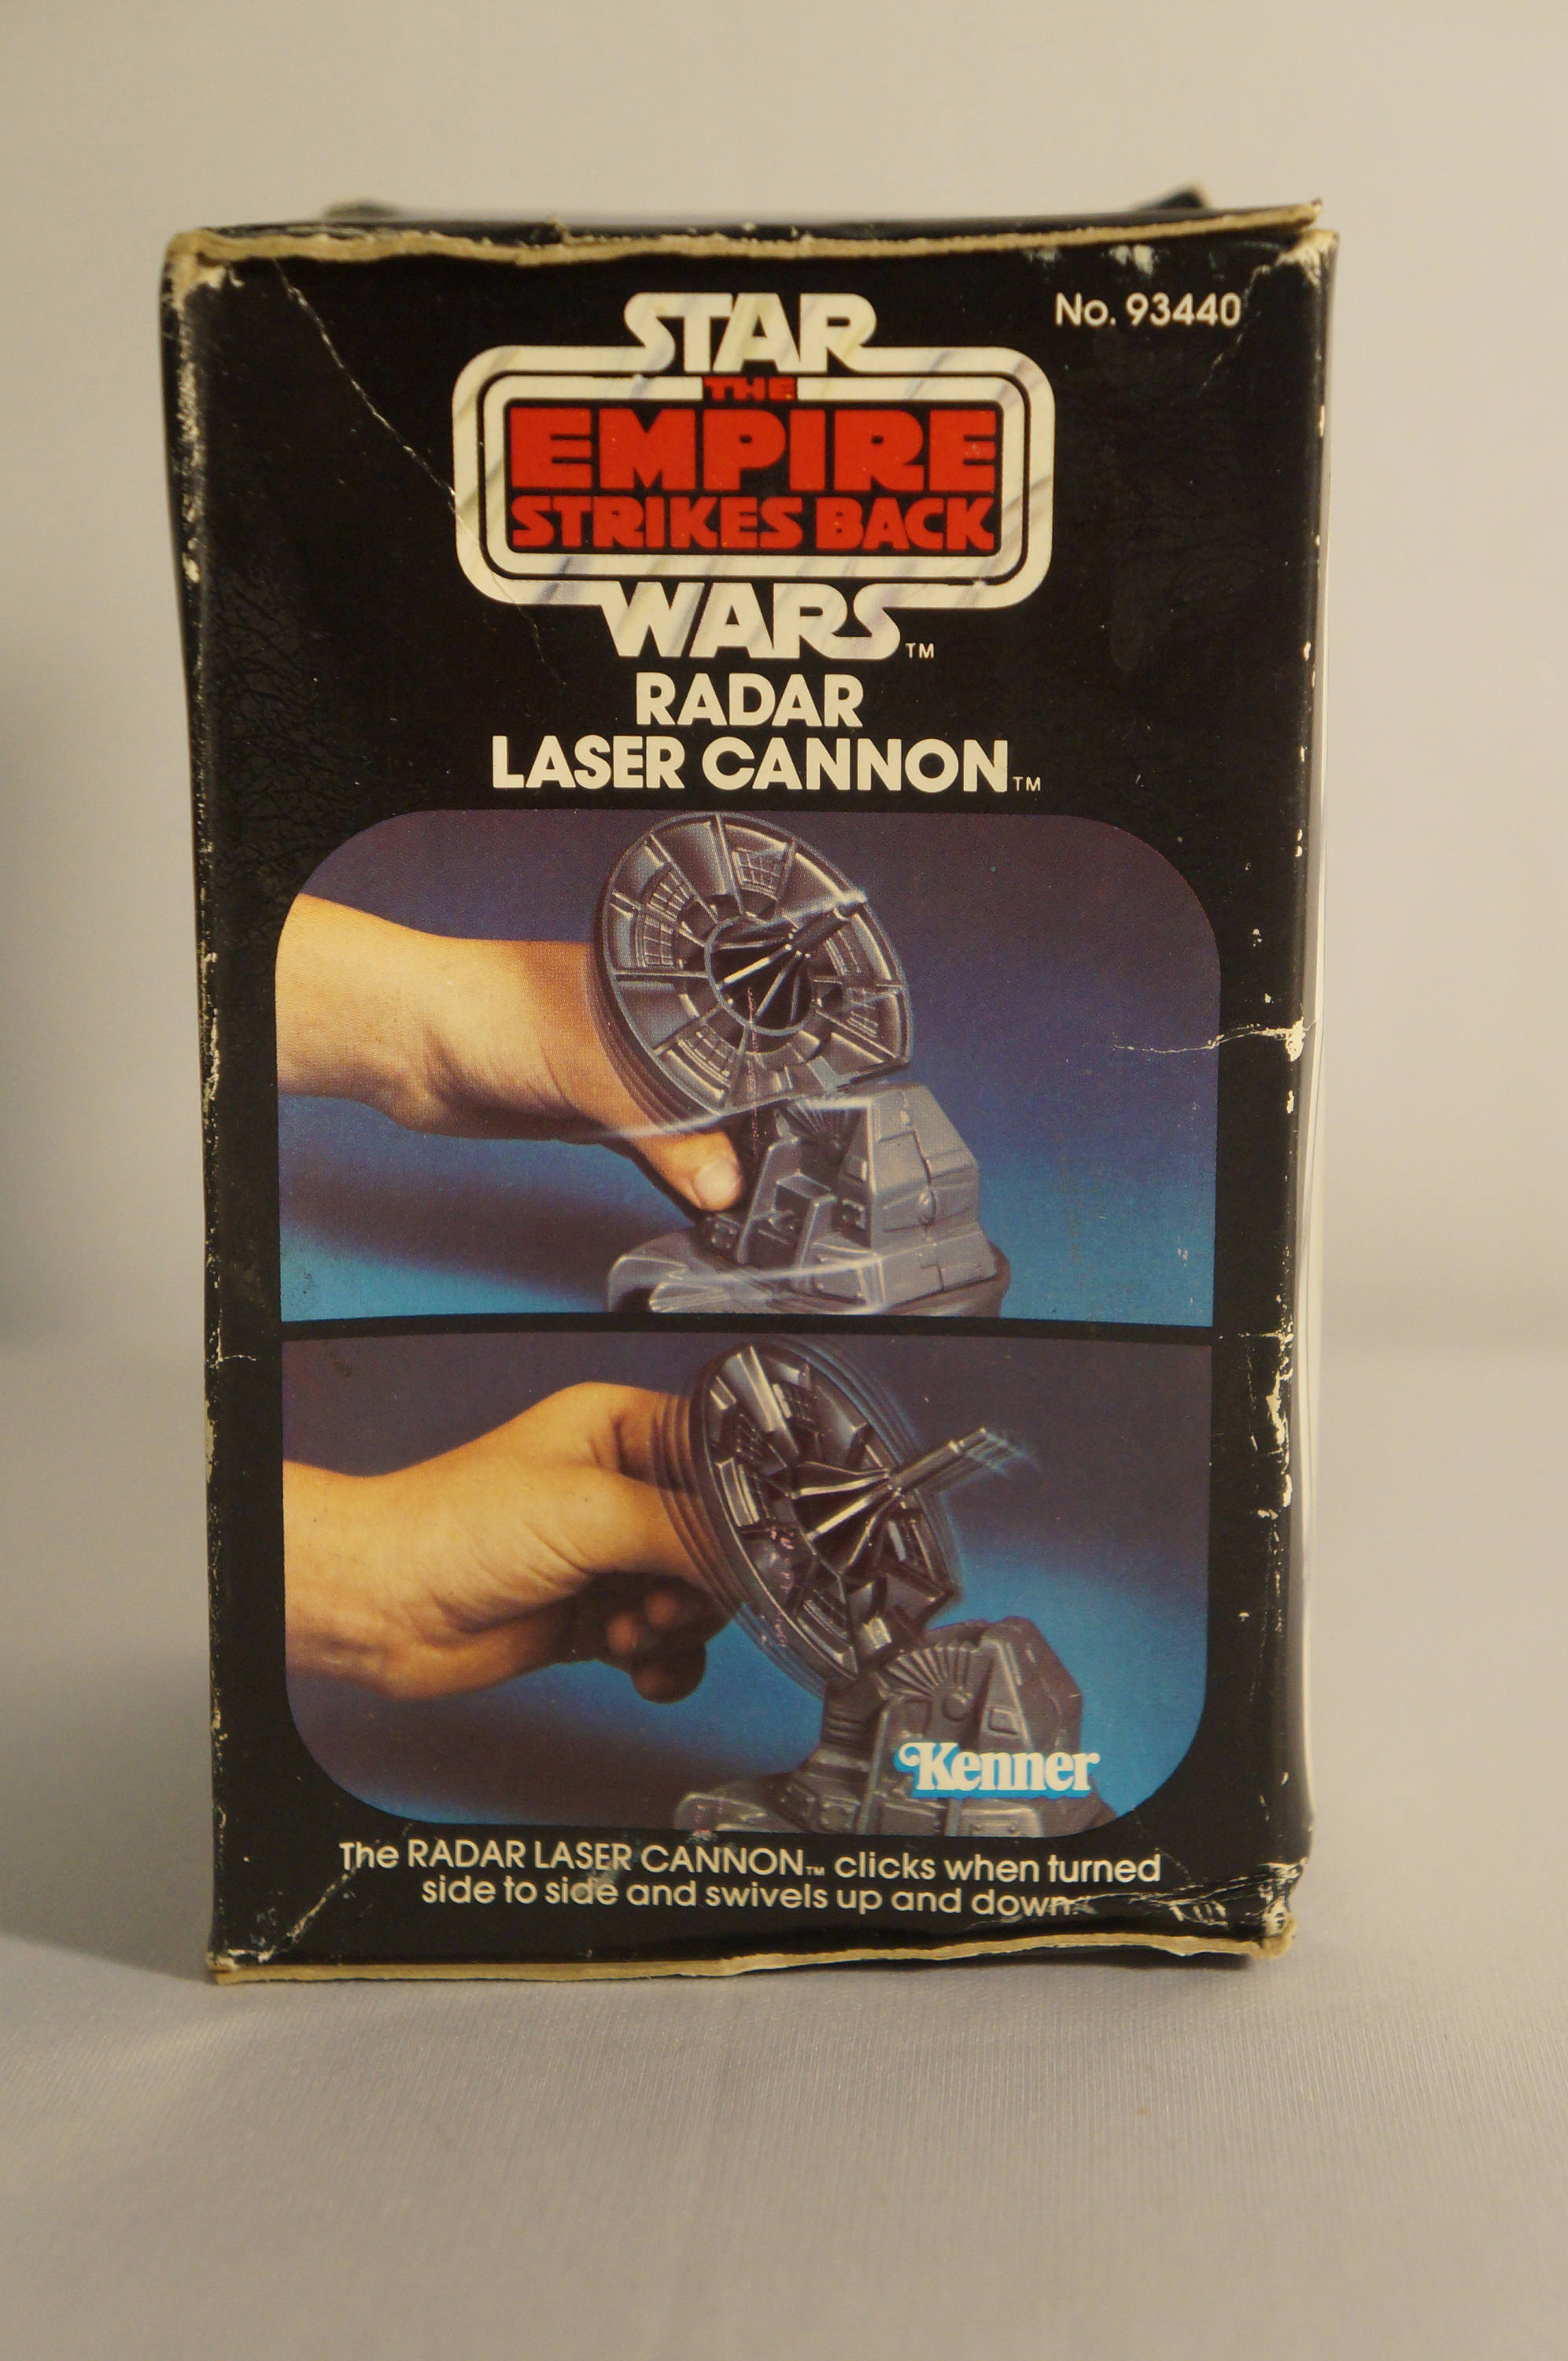 No. 93440
STAR
THE
EMPIRE
STRIKES BACK
WARS™
RADAR
LASER CANNON™
Kenner
The RADAR LASER CANNON™ clicks when turned
side to side and swivels up and down.